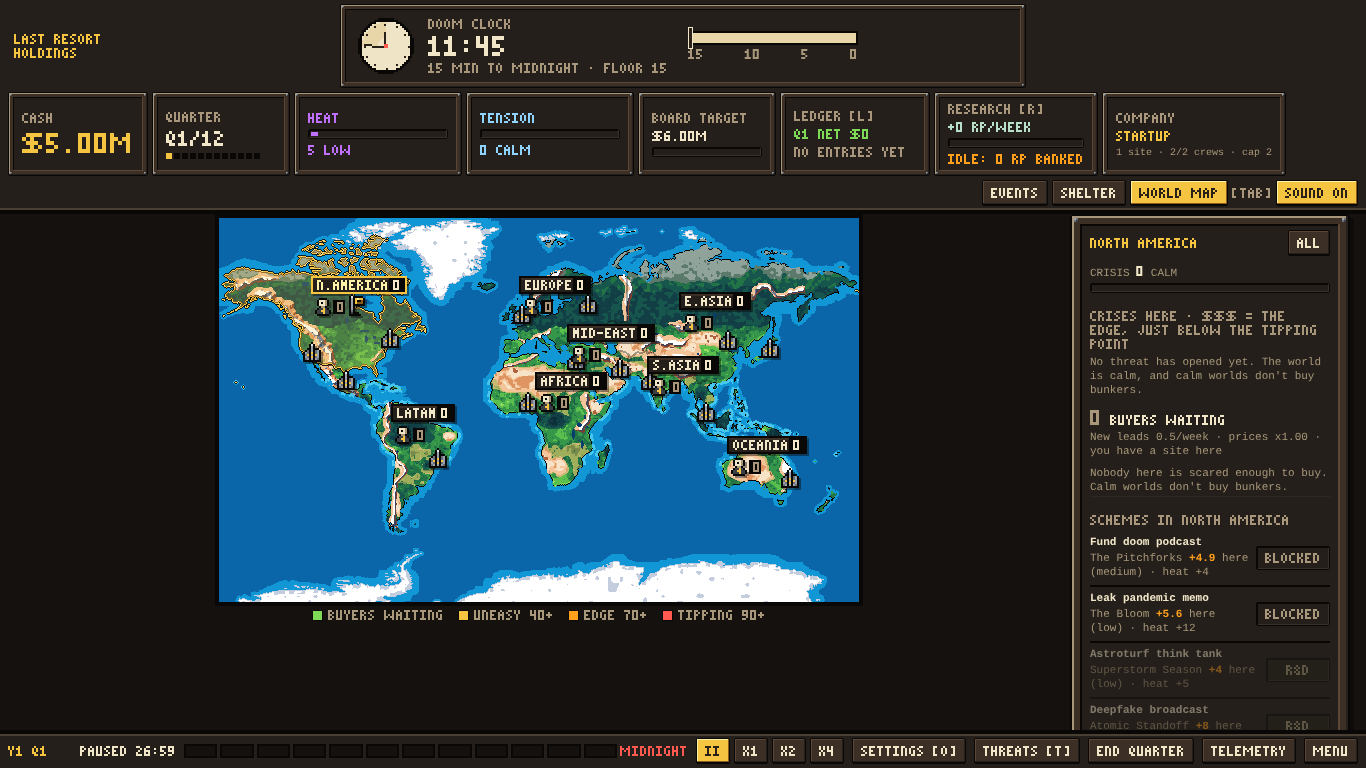 LAST RESORT
HOLDINGS
DOOM CLOCK
11:45
15 MIN TO MIDNIGHT · FLOOR 15
15 10 5 0
CASH
$5.00M
QUARTER
Q1/12
HEAT
5 LOW
TENSION
0 CALM
BOARD TARGET
$6.00M
LEDGER [L]
Q1 NET $0
NO ENTRIES YET
RESEARCH [R]
+0 RP/WEEK
IDLE: 0 RP BANKED
COMPANY
STARTUP
1 site · 2/2 crews · cap 2
EVENTS
SHELTER
WORLD MAP
[TAB]
SOUND ON
N.AMERICA 0
0
EUROPE 0
0
E.ASIA 0
0
MID-EAST 0
0
S.ASIA 0
0
AFRICA 0
0
LATAM 0
0
OCEANIA 0
0
BUYERS WAITING
UNEASY 40+
EDGE 70+
TIPPING 90+
NORTH AMERICA
ALL
CRISIS 0 CALM
CRISES HERE · $$$ = THE
EDGE, JUST BELOW THE TIPPING
POINT
No threat has opened yet. The world
is calm, and calm worlds don't buy
bunkers.
0 BUYERS WAITING
New leads 0.5/week · prices x1.00 ·
you have a site here
Nobody here is scared enough to buy.
Calm worlds don't buy bunkers.
SCHEMES IN NORTH AMERICA
Fund doom podcast
The Pitchforks +4.9 here
(medium) · heat +4
BLOCKED
Leak pandemic memo
The Bloom +5.6 here
(low) · heat +12
BLOCKED
Astroturf think tank
Superstorm Season +4 here
(low) · heat +5
R&D
Deepfake broadcast
Atomic Standoff +8 here
R&D
Y1 Q1
PAUSED 26:59
MIDNIGHT
II
X1
X2
X4
SETTINGS [O]
THREATS [T]
END QUARTER
TELEMETRY
MENU